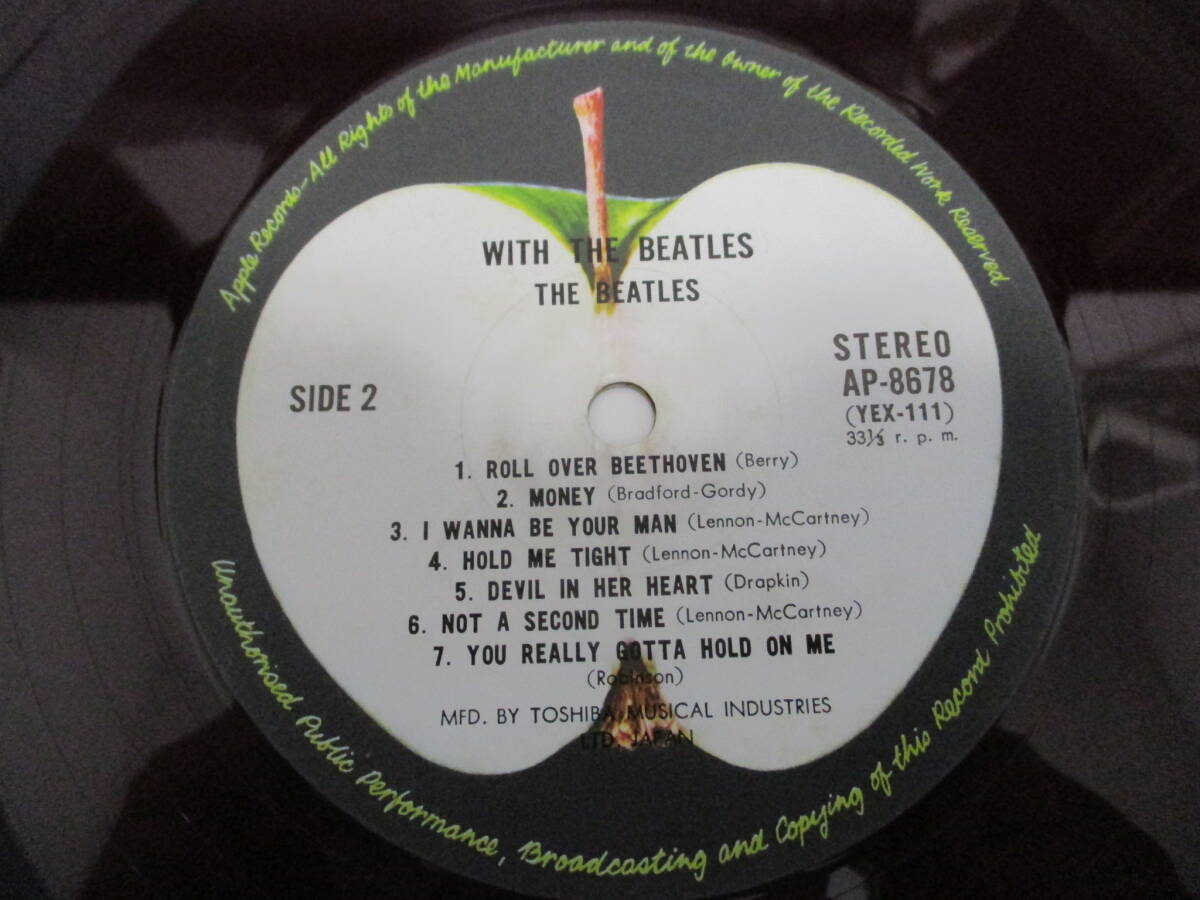 Apple Records-All Rights of the Manufacturer and of the Owner of the Recorded Work Reserved
WITH THE BEATLES
THE BEATLES
STEREO
AP-8678
(YEX-111)
33⅓ r. p. m.
SIDE 2
1. ROLL OVER BEETHOVEN (Berry)
2. MONEY (Bradford-Gordy)
3. I WANNA BE YOUR MAN (Lennon-McCartney)
4. HOLD ME TIGHT (Lennon-McCartney)
5. DEVIL IN HER HEART (Drapkin)
6. NOT A SECOND TIME (Lennon-McCartney)
7. YOU REALLY GOTTA HOLD ON ME
(Robinson)
MFD. BY TOSHIBA MUSICAL INDUSTRIES
LTD. JAPAN
Unauthorised Public Performance, Broadcasting and Copying of this Record Prohibited